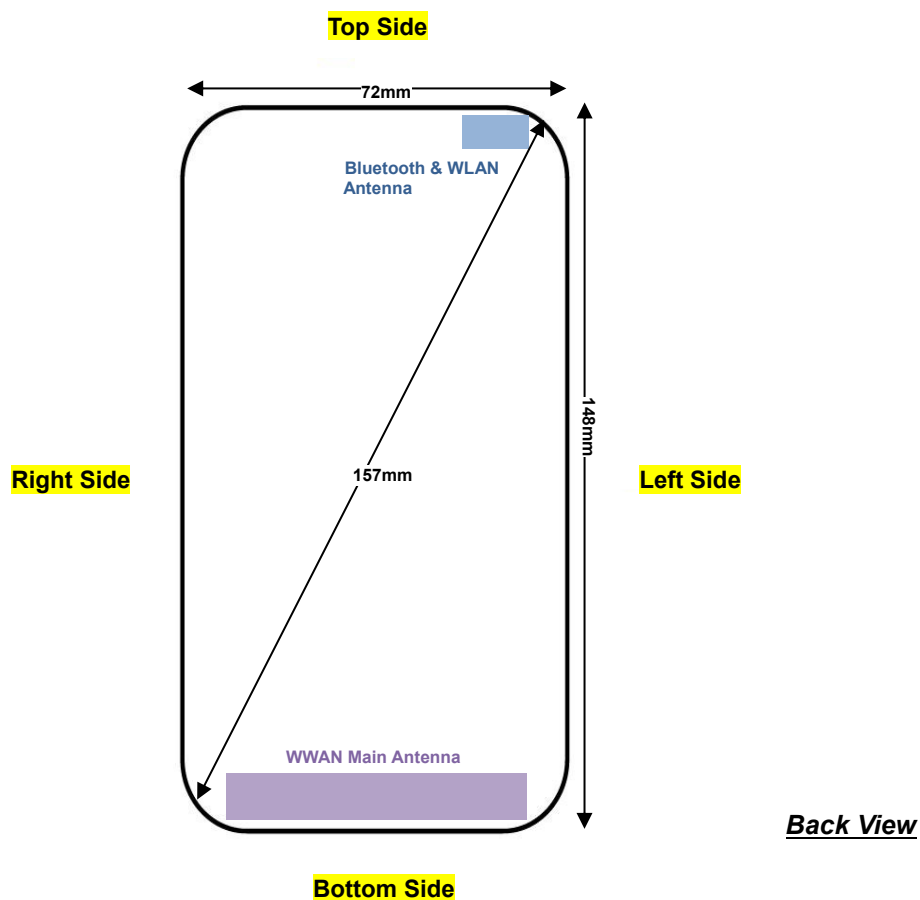 Top Side
72mm
Bluetooth & WLAN
Antenna
148mm
Right Side
157mm
Left Side
WWAN Main Antenna
Back View
Bottom Side